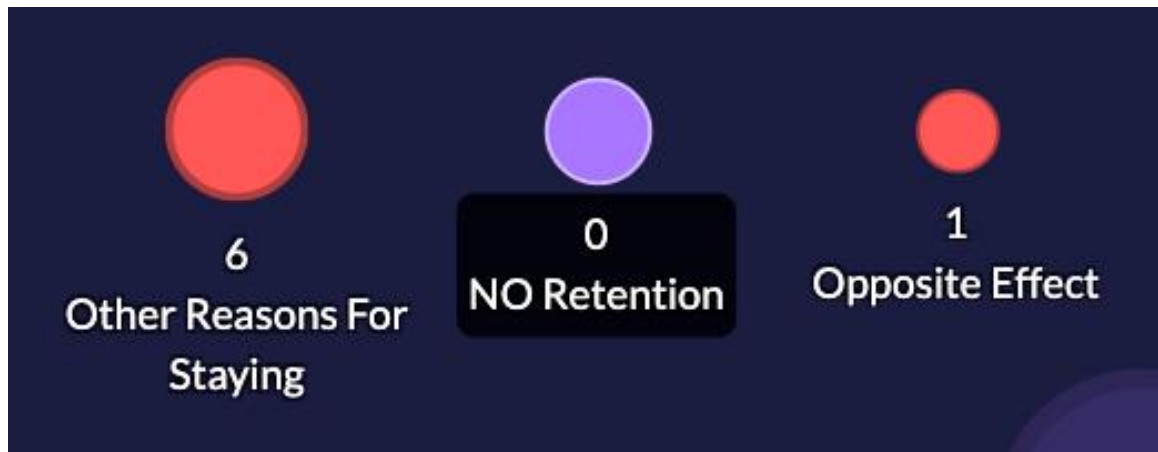 6
Other Reasons For
Staying
0
NO Retention
1
Opposite Effect